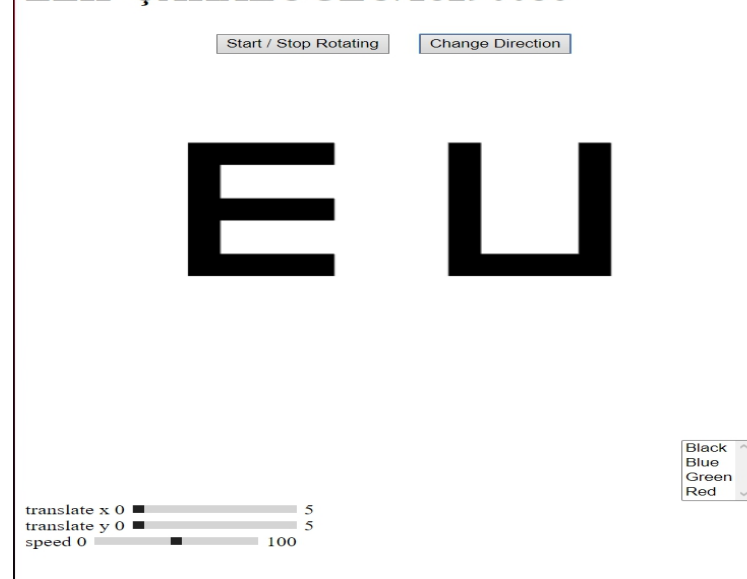 Start / Stop Rotating Change Direction
E U
Black
Blue
Green
Red
translate x 0 5
translate y 0 5
speed 0 100